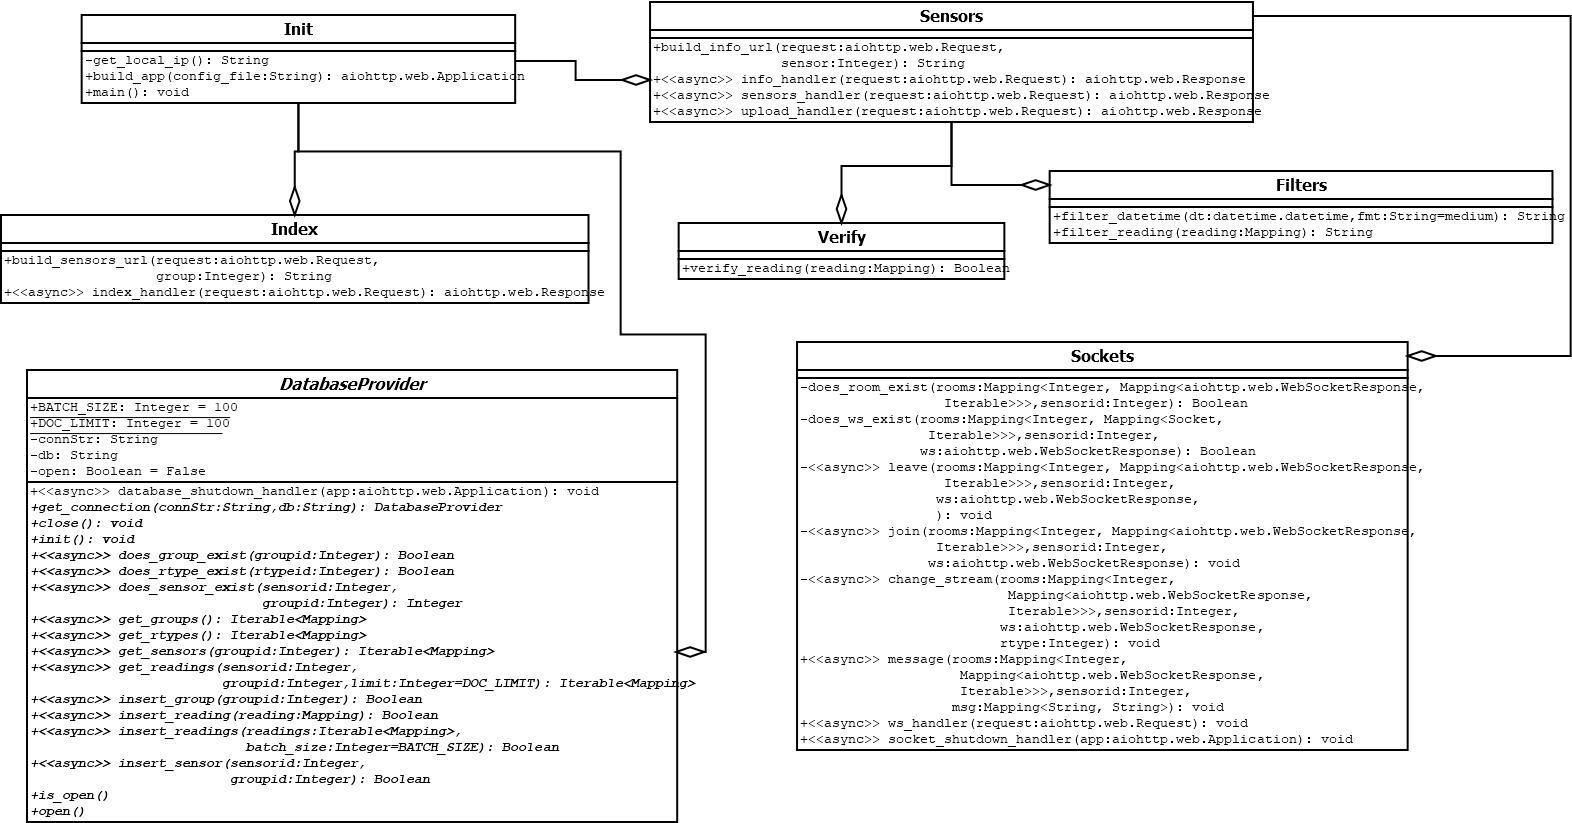 Init
-get_local_ip(): String
+build_app(config_file:String): aiohttp.web.Application
+main(): void
Sensors
+build_info_url(request:aiohttp.web.Request,
sensor:Integer): String
+<<async>> info_handler(request:aiohttp.web.Request): aiohttp.web.Response
+<<async>> sensors_handler(request:aiohttp.web.Request): aiohttp.web.Response
+<<async>> upload_handler(request:aiohttp.web.Request): aiohttp.web.Response
Index
+build_sensors_url(request:aiohttp.web.Request,
group:Integer): String
+<<async>> index_handler(request:aiohttp.web.Request): aiohttp.web.Response
Verify
+verify_reading(reading:Mapping): Boolean
Filters
+filter_datetime(dt:datetime.datetime,fmt:String=medium): String
+filter_reading(reading:Mapping): String
DatabaseProvider
+BATCH_SIZE: Integer = 100
+DOC_LIMIT: Integer = 100
-connStr: String
-db: String
-open: Boolean = False
+<<async>> database_shutdown_handler(app:aiohttp.web.Application): void
+get_connection(connStr:String,db:String): DatabaseProvider
+close(): void
+init(): void
+<<async>> does_group_exist(groupid:Integer): Boolean
+<<async>> does_rtype_exist(rtypeid:Integer): Boolean
+<<async>> does_sensor_exist(sensorid:Integer,
groupid:Integer): Integer
+<<async>> get_groups(): Iterable<Mapping>
+<<async>> get_rtypes(): Iterable<Mapping>
+<<async>> get_sensors(groupid:Integer): Iterable<Mapping>
+<<async>> get_readings(sensorid:Integer,
groupid:Integer,limit:Integer=DOC_LIMIT): Iterable<Mapping>
+<<async>> insert_group(groupid:Integer): Boolean
+<<async>> insert_reading(reading:Mapping): Boolean
+<<async>> insert_readings(readings:Iterable<Mapping>,
batch_size:Integer=BATCH_SIZE): Boolean
+<<async>> insert_sensor(sensorid:Integer,
groupid:Integer): Boolean
+is_open()
+open()
Sockets
-does_room_exist(rooms:Mapping<Integer, Mapping<aiohttp.web.WebSocketResponse,
Iterable>>>,sensorid:Integer): Boolean
-does_ws_exist(rooms:Mapping<Integer, Mapping<Socket,
Iterable>>>,sensorid:Integer,
ws:aiohttp.web.WebSocketResponse): Boolean
-<<async>> leave(rooms:Mapping<Integer, Mapping<aiohttp.web.WebSocketResponse,
Iterable>>>,sensorid:Integer,
ws:aiohttp.web.WebSocketResponse,
): void
-<<async>> join(rooms:Mapping<Integer, Mapping<aiohttp.web.WebSocketResponse,
Iterable>>>,sensorid:Integer,
ws:aiohttp.web.WebSocketResponse): void
-<<async>> change_stream(rooms:Mapping<Integer,
Mapping<aiohttp.web.WebSocketResponse,
Iterable>>>,sensorid:Integer,
ws:aiohttp.web.WebSocketResponse,
rtype:Integer): void
+<<async>> message(rooms:Mapping<Integer,
Mapping<aiohttp.web.WebSocketResponse,
Iterable>>>,sensorid:Integer,
msg:Mapping<String, String>): void
+<<async>> ws_handler(request:aiohttp.web.Request): void
+<<async>> socket_shutdown_handler(app:aiohttp.web.Application): void